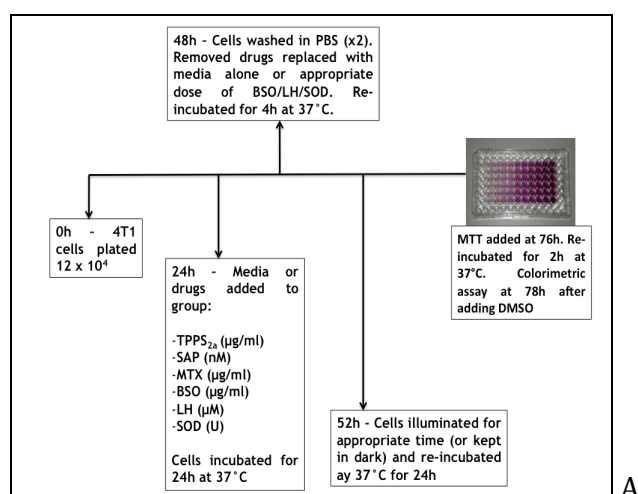 48h – Cells washed in PBS (x2).
Removed drugs replaced with
media alone or appropriate
dose of BSO/LH/SOD. Re-
incubated for 4h at 37°C.
0h - 4T1
cells plated
12 x 10⁴
24h - Media or
drugs added to
group:
-TPPS₂ₐ (µg/ml)
-SAP (nM)
-MTX (µg/ml)
-BSO (µg/ml)
-LH (µM)
-SOD (U)
Cells incubated for
24h at 37°C
52h – Cells illuminated for
appropriate time (or kept
in dark) and re-incubated
ay 37°C for 24h
MTT added at 76h. Re-
incubated for 2h at
37°C. Colorimetric
assay at 78h after
adding DMSO
A